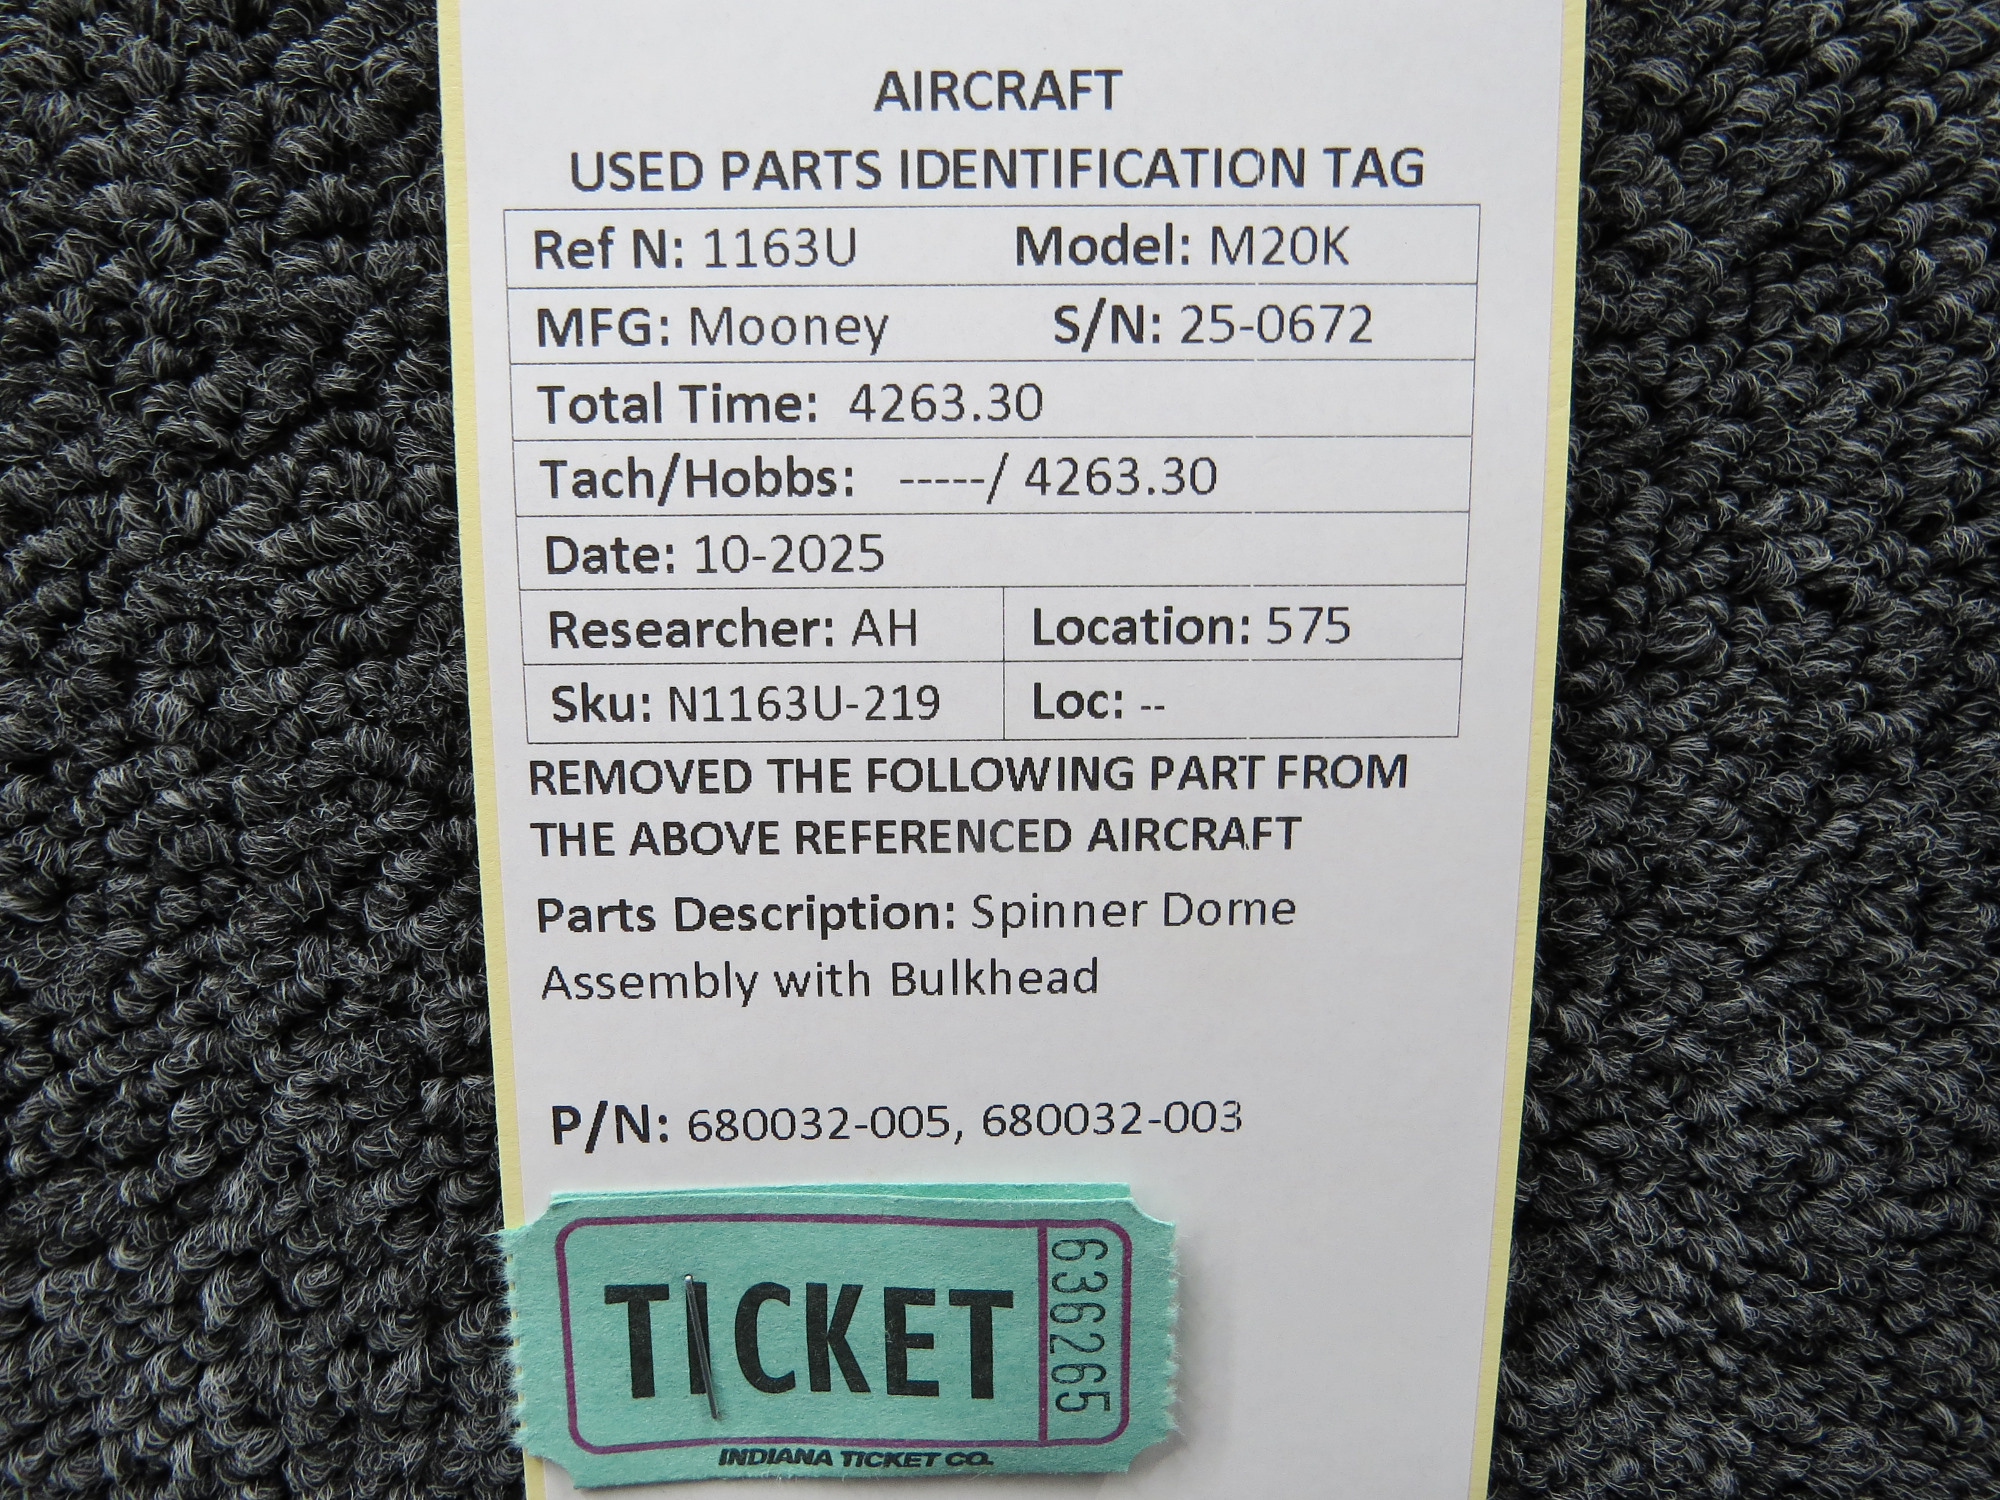 AIRCRAFT
USED PARTS IDENTIFICATION TAG
Ref N: 1163U Model: M20K
MFG: Mooney S/N: 25-0672
Total Time: 4263.30
Tach/Hobbs: -----/ 4263.30
Date: 10-2025
Researcher: AH Location: 575
Sku: N1163U-219 Loc: --
REMOVED THE FOLLOWING PART FROM
THE ABOVE REFERENCED AIRCRAFT
Parts Description: Spinner Dome
Assembly with Bulkhead
P/N: 680032-005, 680032-003
TICKET
636265
INDIANA TICKET CO.